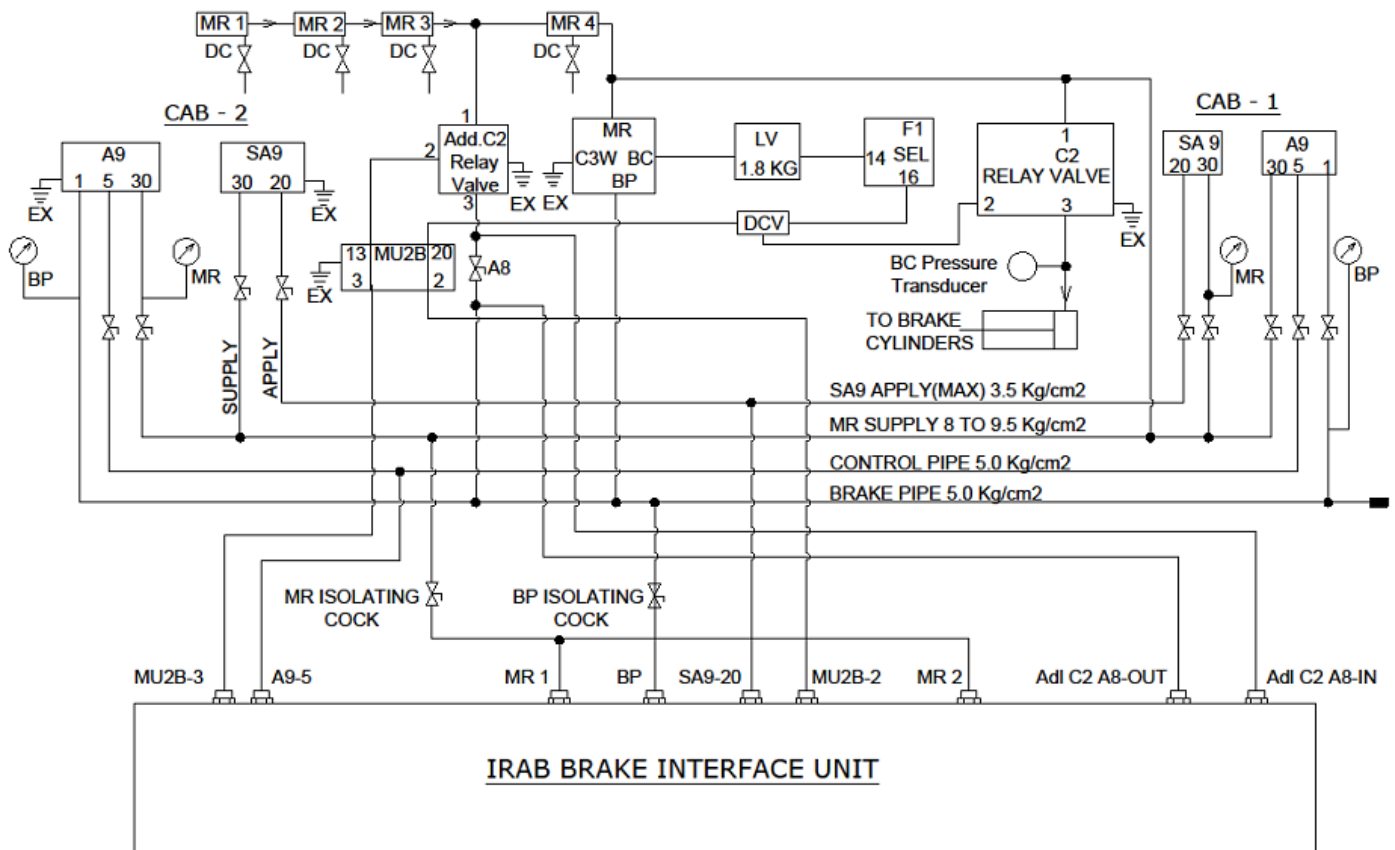 MR 1 MR 2 MR 3 MR 4
DC DC DC DC
CAB - 2
CAB - 1
A9
1 5 30
EX
BP
MR
SA9
30 20
EX
1
2 Add.C2
Relay
Valve
3
EX
MR
C3W BC
BP
EX
LV
1.8 KG
F1
14 SEL
16
DCV
1
C2
RELAY VALVE
2 3
EX
SA 9
20 30
A9
30 5 1
MR
BP
13 MU2B 20
3 2
EX
A8
BC Pressure
Transducer
TO BRAKE
CYLINDERS
SUPPLY
APPLY
SA9 APPLY(MAX) 3.5 Kg/cm2
MR SUPPLY 8 TO 9.5 Kg/cm2
CONTROL PIPE 5.0 Kg/cm2
BRAKE PIPE 5.0 Kg/cm2
MR ISOLATING
COCK
BP ISOLATING
COCK
MU2B-3 A9-5 MR 1 BP SA9-20 MU2B-2 MR 2 Adl C2 A8-OUT Adl C2 A8-IN
IRAB BRAKE INTERFACE UNIT